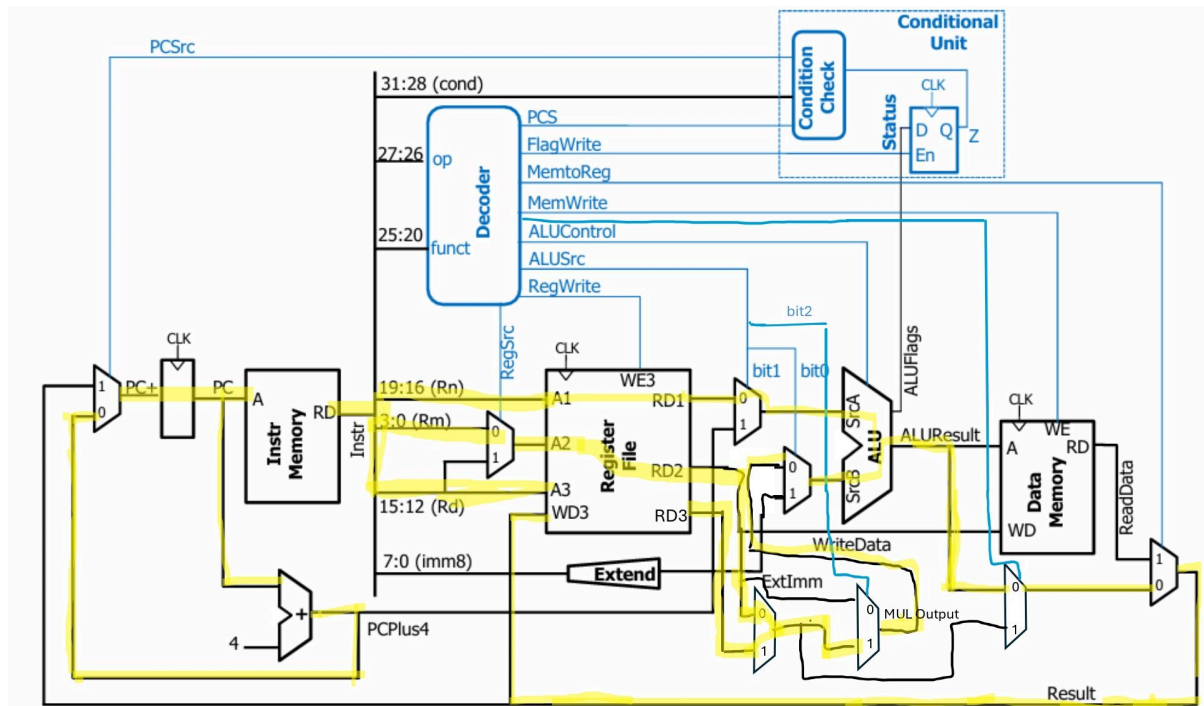 Conditional
Unit
PCSrc
Condition
Check
CLK
Status
D Q
En
Z
31:28 (cond)
27:26
op
25:20
funct
Decoder
PCS
FlagWrite
MemtoReg
MemWrite
ALUControl
ALUSrc
RegWrite
RegSrc
bit2
bit1
bit0
ALUFlags
CLK
1
0
PC+
PC
A
RD
Instr
Memory
Instr
19:16 (Rn)
3:0 (Rm)
0
1
15:12 (Rd)
7:0 (imm8)
CLK
WE3
A1
A2
A3
WD3
RD1
RD2
RD3
Register
File
0
1
0
1
SrcA
SrcB
ALU
ALUResult
CLK
WE
A
RD
WD
Data
Memory
ReadData
1
0
WriteData
Extend
ExtImm
0
1
0
1
MUL Output
0
1
+
4
PCPlus4
Result